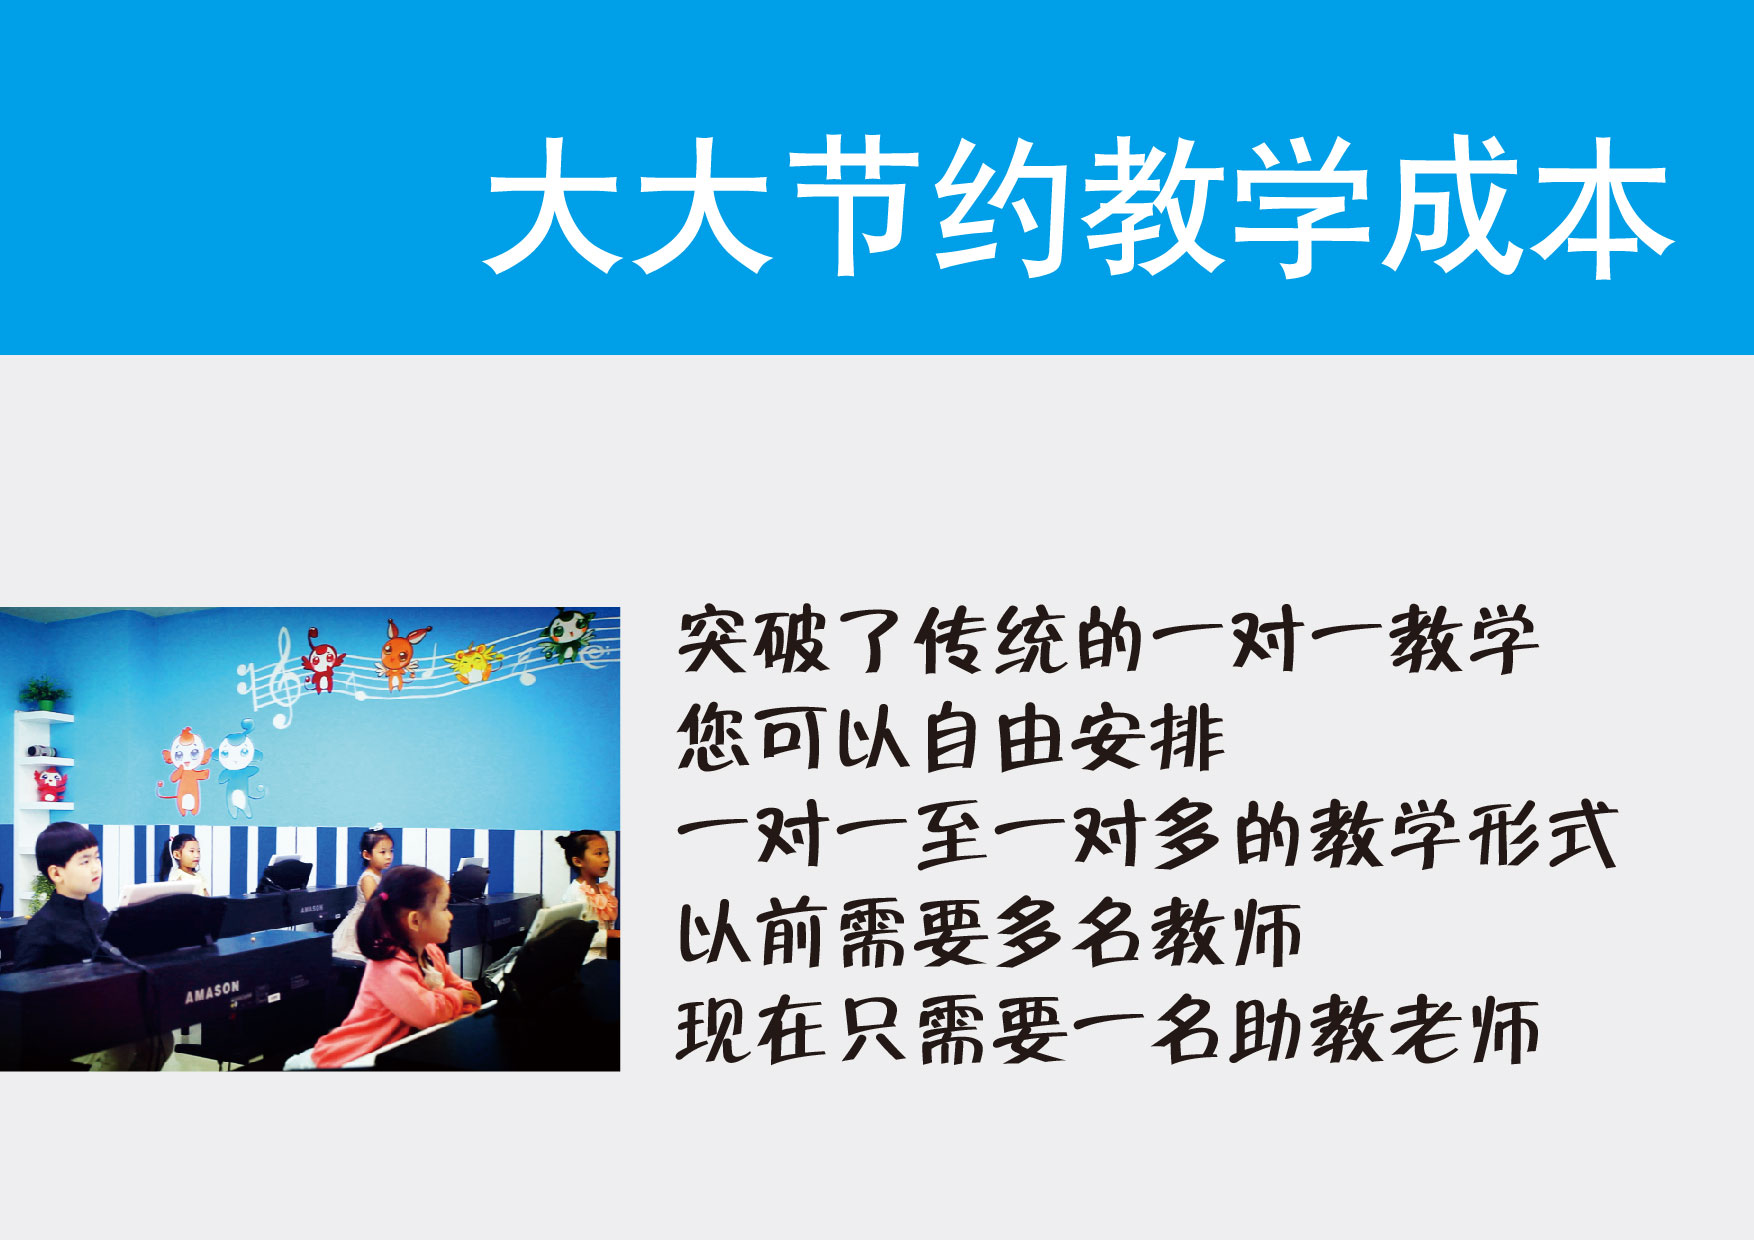 大大节约教学成本
突破了传统的一对一教学
您可以自由安排
一对一至一对多的教学形式
以前需要多名教师
现在只需要一名助教老师
AMASON
AMASON